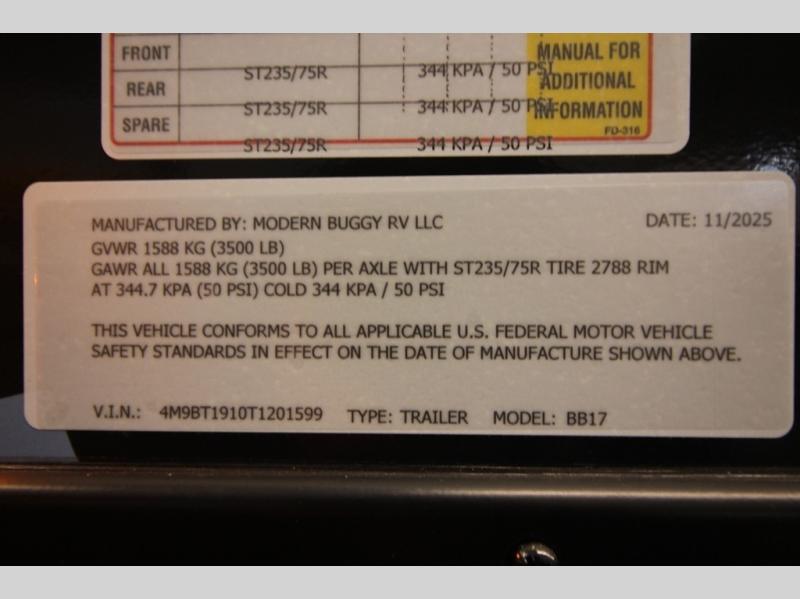 FRONT ST235/75R 344 KPA / 50 PSI
REAR ST235/75R 344 KPA / 50 PSI
SPARE ST235/75R 344 KPA / 50 PSI
MANUAL FOR
ADDITIONAL
INFORMATION
FD-316
MANUFACTURED BY: MODERN BUGGY RV LLC DATE: 11/2025
GVWR 1588 KG (3500 LB)
GAWR ALL 1588 KG (3500 LB) PER AXLE WITH ST235/75R TIRE 2788 RIM
AT 344.7 KPA (50 PSI) COLD 344 KPA / 50 PSI
THIS VEHICLE CONFORMS TO ALL APPLICABLE U.S. FEDERAL MOTOR VEHICLE
SAFETY STANDARDS IN EFFECT ON THE DATE OF MANUFACTURE SHOWN ABOVE.
V.I.N.: 4M9BT1910T1201599 TYPE: TRAILER MODEL: BB17